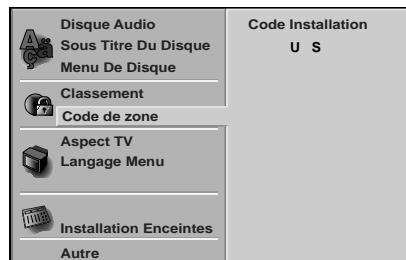 Disque Audio
Sous Titre Du Disque
Menu De Disque
Classement
Code de zone
Aspect TV
Langage Menu
Installation Enceintes
Autre
Code Installation
U S